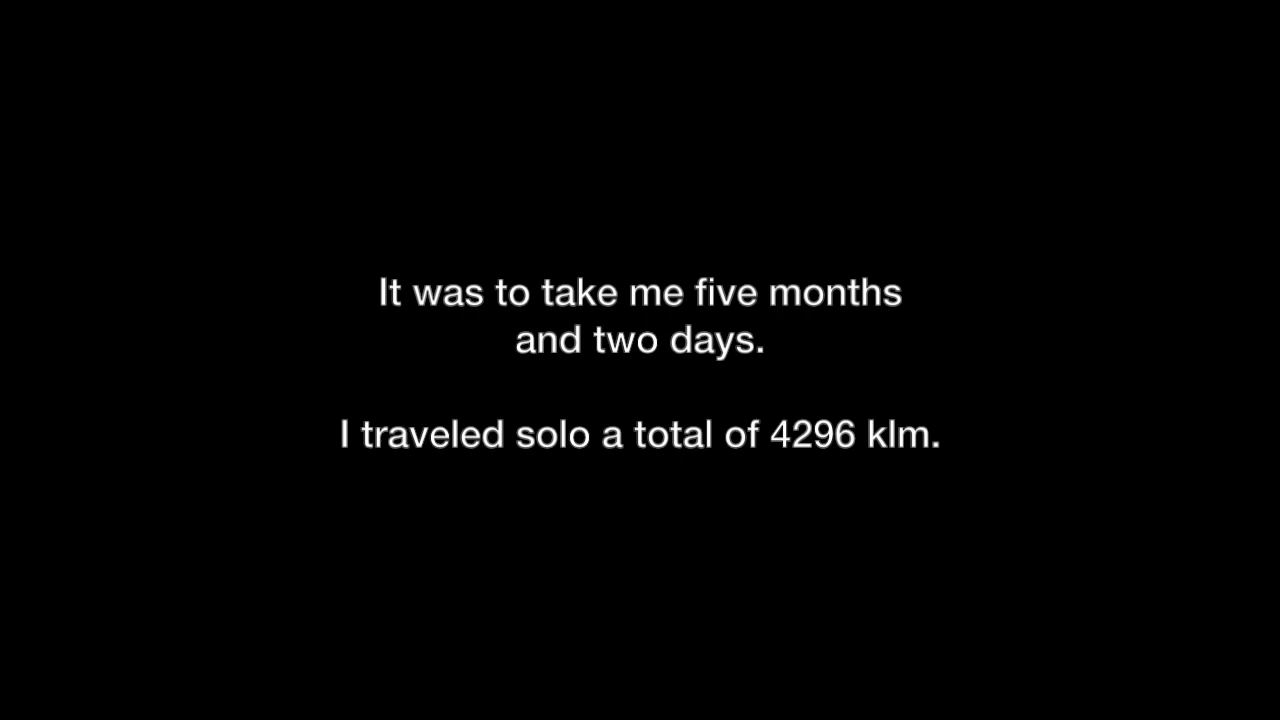 It was to take me five months
and two days.
I traveled solo a total of 4296 klm.